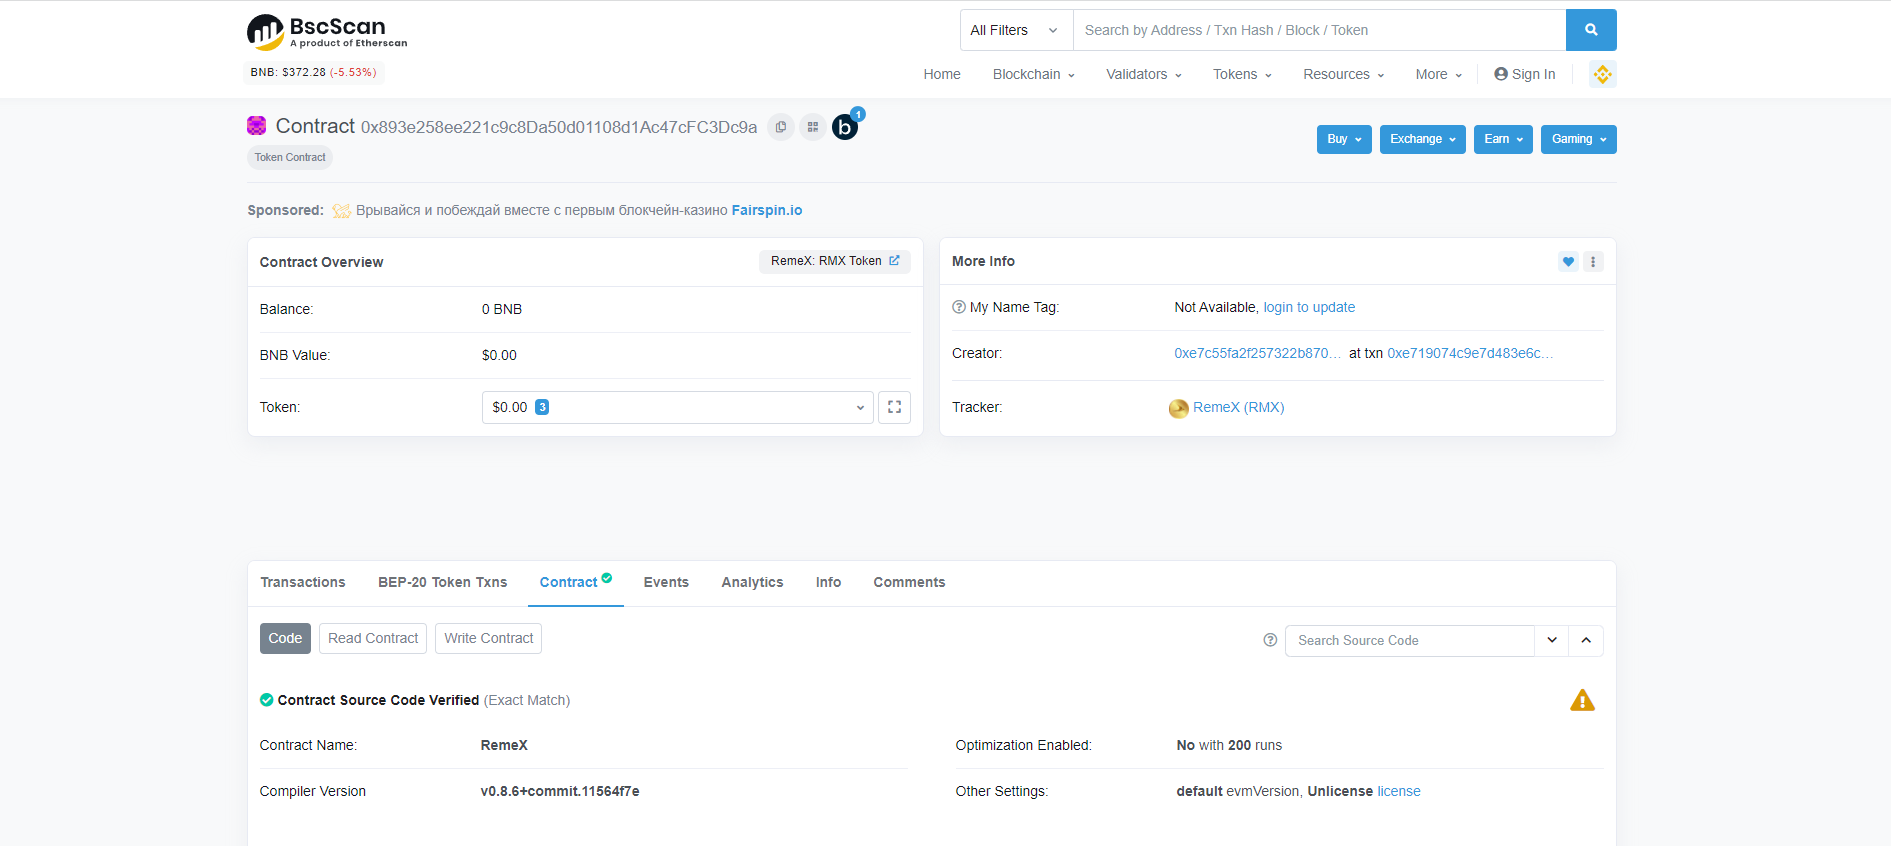 BscScan
A product of Etherscan
All Filters
Search by Address / Txn Hash / Block / Token
BNB: $372.28 (-5.53%)
Home Blockchain Validators Tokens Resources More Sign In
Contract 0x893e258ee221c9c8Da50d01108d1Ac47cFC3Dc9a
b 1
Buy Exchange Earn Gaming
Token Contract
Sponsored: Врывайся и побеждай вместе с первым блокчейн-казино Fairspin.io
Contract Overview
RemeX: RMX Token
Balance: 0 BNB
BNB Value: $0.00
Token: $0.00 3
More Info
My Name Tag: Not Available, login to update
Creator: 0xe7c55fa2f257322b870... at txn 0xe719074c9e7d483e6c...
Tracker: RemeX (RMX)
Transactions BEP-20 Token Txns Contract Events Analytics Info Comments
Code Read Contract Write Contract
Search Source Code
Contract Source Code Verified (Exact Match)
Contract Name: RemeX
Optimization Enabled: No with 200 runs
Compiler Version v0.8.6+commit.11564f7e
Other Settings: default evmVersion, Unlicense license